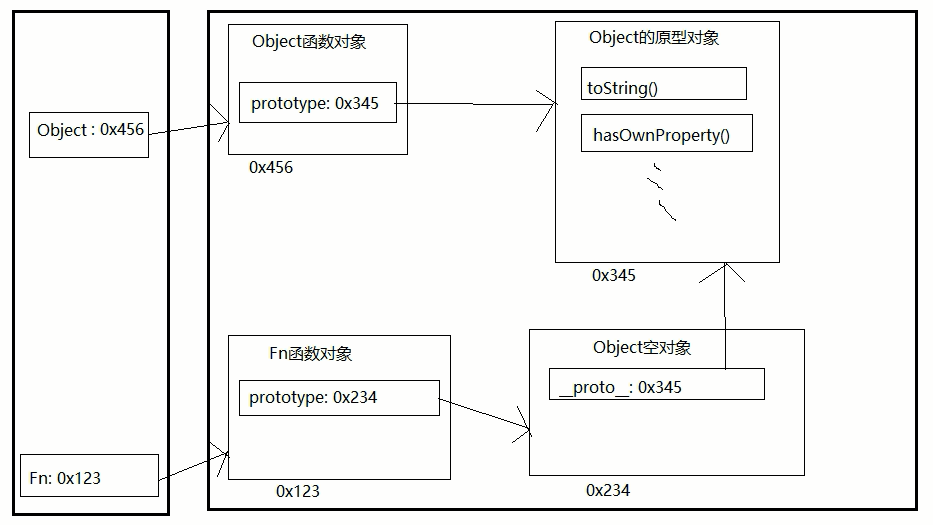 Object函数对象
Object的原型对象
prototype: 0x345
toString()
Object : 0x456
hasOwnProperty()
0x456
0x345
Fn函数对象
Object空对象
prototype: 0x234
__proto__: 0x345
Fn: 0x123
0x123
0x234